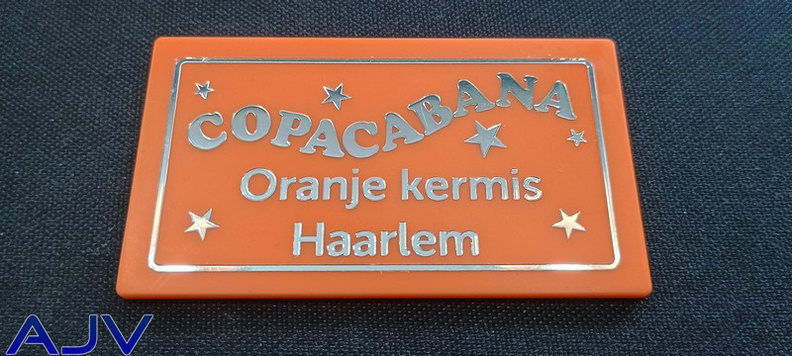 COPACABANA
Oranje kermis
Haarlem
AJV